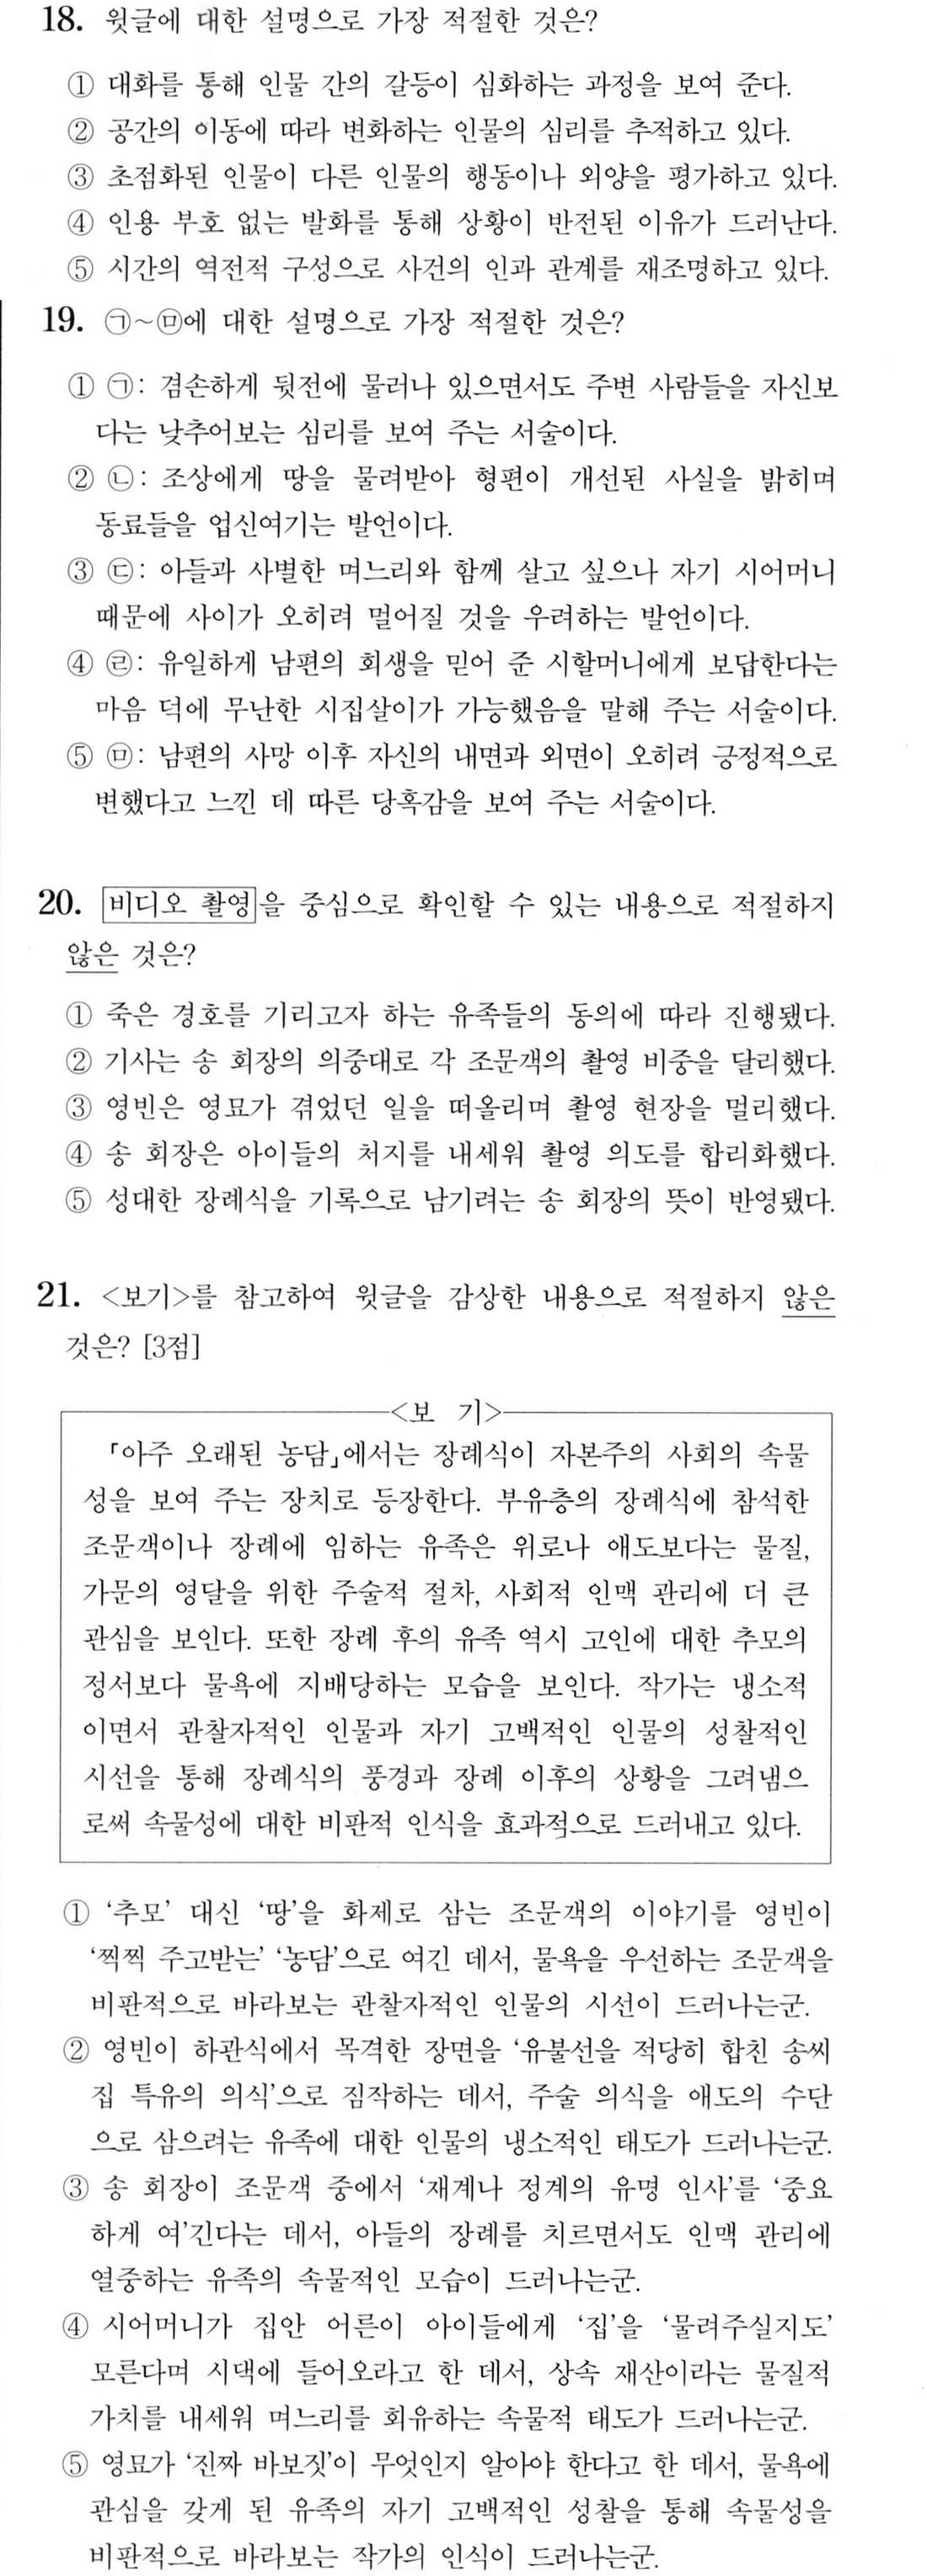 18. 윗글에 대한 설명으로 가장 적절한 것은?
① 대화를 통해 인물 간의 갈등이 심화하는 과정을 보여 준다.
② 공간의 이동에 따라 변화하는 인물의 심리를 추적하고 있다.
③ 초점화된 인물이 다른 인물의 행동이나 외양을 평가하고 있다.
④ 인용 부호 없는 발화를 통해 상황이 반전된 이유가 드러난다.
⑤ 시간의 역전적 구성으로 사건의 인과 관계를 재조명하고 있다.
19. ㉠～㉤에 대한 설명으로 가장 적절한 것은?
① ㉠: 겸손하게 뒷전에 물러나 있으면서도 주변 사람들을 자신보
다는 낮추어보는 심리를 보여 주는 서술이다.
② ㉡: 조상에게 땅을 물려받아 형편이 개선된 사실을 밝히며
동료들을 업신여기는 발언이다.
③ ㉢: 아들과 사별한 며느리와 함께 살고 싶으나 자기 시어머니
때문에 사이가 오히려 멀어질 것을 우려하는 발언이다.
④ ㉣: 유일하게 남편의 회생을 믿어 준 시할머니에게 보답한다는
마음 덕에 무난한 시집살이가 가능했음을 말해 주는 서술이다.
⑤ ㉤: 남편의 사망 이후 자신의 내면과 외면이 오히려 긍정적으로
변했다고 느낀 데 따른 당혹감을 보여 주는 서술이다.
20. 비디오 촬영을 중심으로 확인할 수 있는 내용으로 적절하지
않은 것은?
① 죽은 경호를 기리고자 하는 유족들의 동의에 따라 진행됐다.
② 기사는 송 회장의 의중대로 각 조문객의 촬영 비중을 달리했다.
③ 영빈은 영묘가 겪었던 일을 떠올리며 촬영 현장을 멀리했다.
④ 송 회장은 아이들의 처지를 내세워 촬영 의도를 합리화했다.
⑤ 성대한 장례식을 기록으로 남기려는 송 회장의 뜻이 반영됐다.
21. <보기>를 참고하여 윗글을 감상한 내용으로 적절하지 않은
것은? [3점]
<보 기>
「아주 오래된 농담」에서는 장례식이 자본주의 사회의 속물
성을 보여 주는 장치로 등장한다. 부유층의 장례식에 참석한
조문객이나 장례에 임하는 유족은 위로나 애도보다는 물질,
가문의 영달을 위한 주술적 절차, 사회적 인맥 관리에 더 큰
관심을 보인다. 또한 장례 후의 유족 역시 고인에 대한 추모의
정서보다 물욕에 지배당하는 모습을 보인다. 작가는 냉소적
이면서 관찰자적인 인물과 자기 고백적인 인물의 성찰적인
시선을 통해 장례식의 풍경과 장례 이후의 상황을 그려냄으
로써 속물성에 대한 비판적 인식을 효과적으로 드러내고 있다.
① ‘추모’ 대신 ‘땅’을 화제로 삼는 조문객의 이야기를 영빈이
‘찍찍 주고받는’ ‘농담’으로 여긴 데서, 물욕을 우선하는 조문객을
비판적으로 바라보는 관찰자적인 인물의 시선이 드러나는군.
② 영빈이 하관식에서 목격한 장면을 ‘유불선을 적당히 합친 송씨
집 특유의 의식’으로 짐작하는 데서, 주술 의식을 애도의 수단
으로 삼으려는 유족에 대한 인물의 냉소적인 태도가 드러나는군.
③ 송 회장이 조문객 중에서 ‘재계나 정계의 유명 인사’를 ‘중요
하게 여’긴다는 데서, 아들의 장례를 치르면서도 인맥 관리에
열중하는 유족의 속물적인 모습이 드러나는군.
④ 시어머니가 집안 어른이 아이들에게 ‘집’을 ‘물려주실지도’
모른다며 시댁에 들어오라고 한 데서, 상속 재산이라는 물질적
가치를 내세워 며느리를 회유하는 속물적 태도가 드러나는군.
⑤ 영묘가 ‘진짜 바보짓’이 무엇인지 알아야 한다고 한 데서, 물욕에
관심을 갖게 된 유족의 자기 고백적인 성찰을 통해 속물성을
비판적으로 바라보는 작가의 인식이 드러나는군.